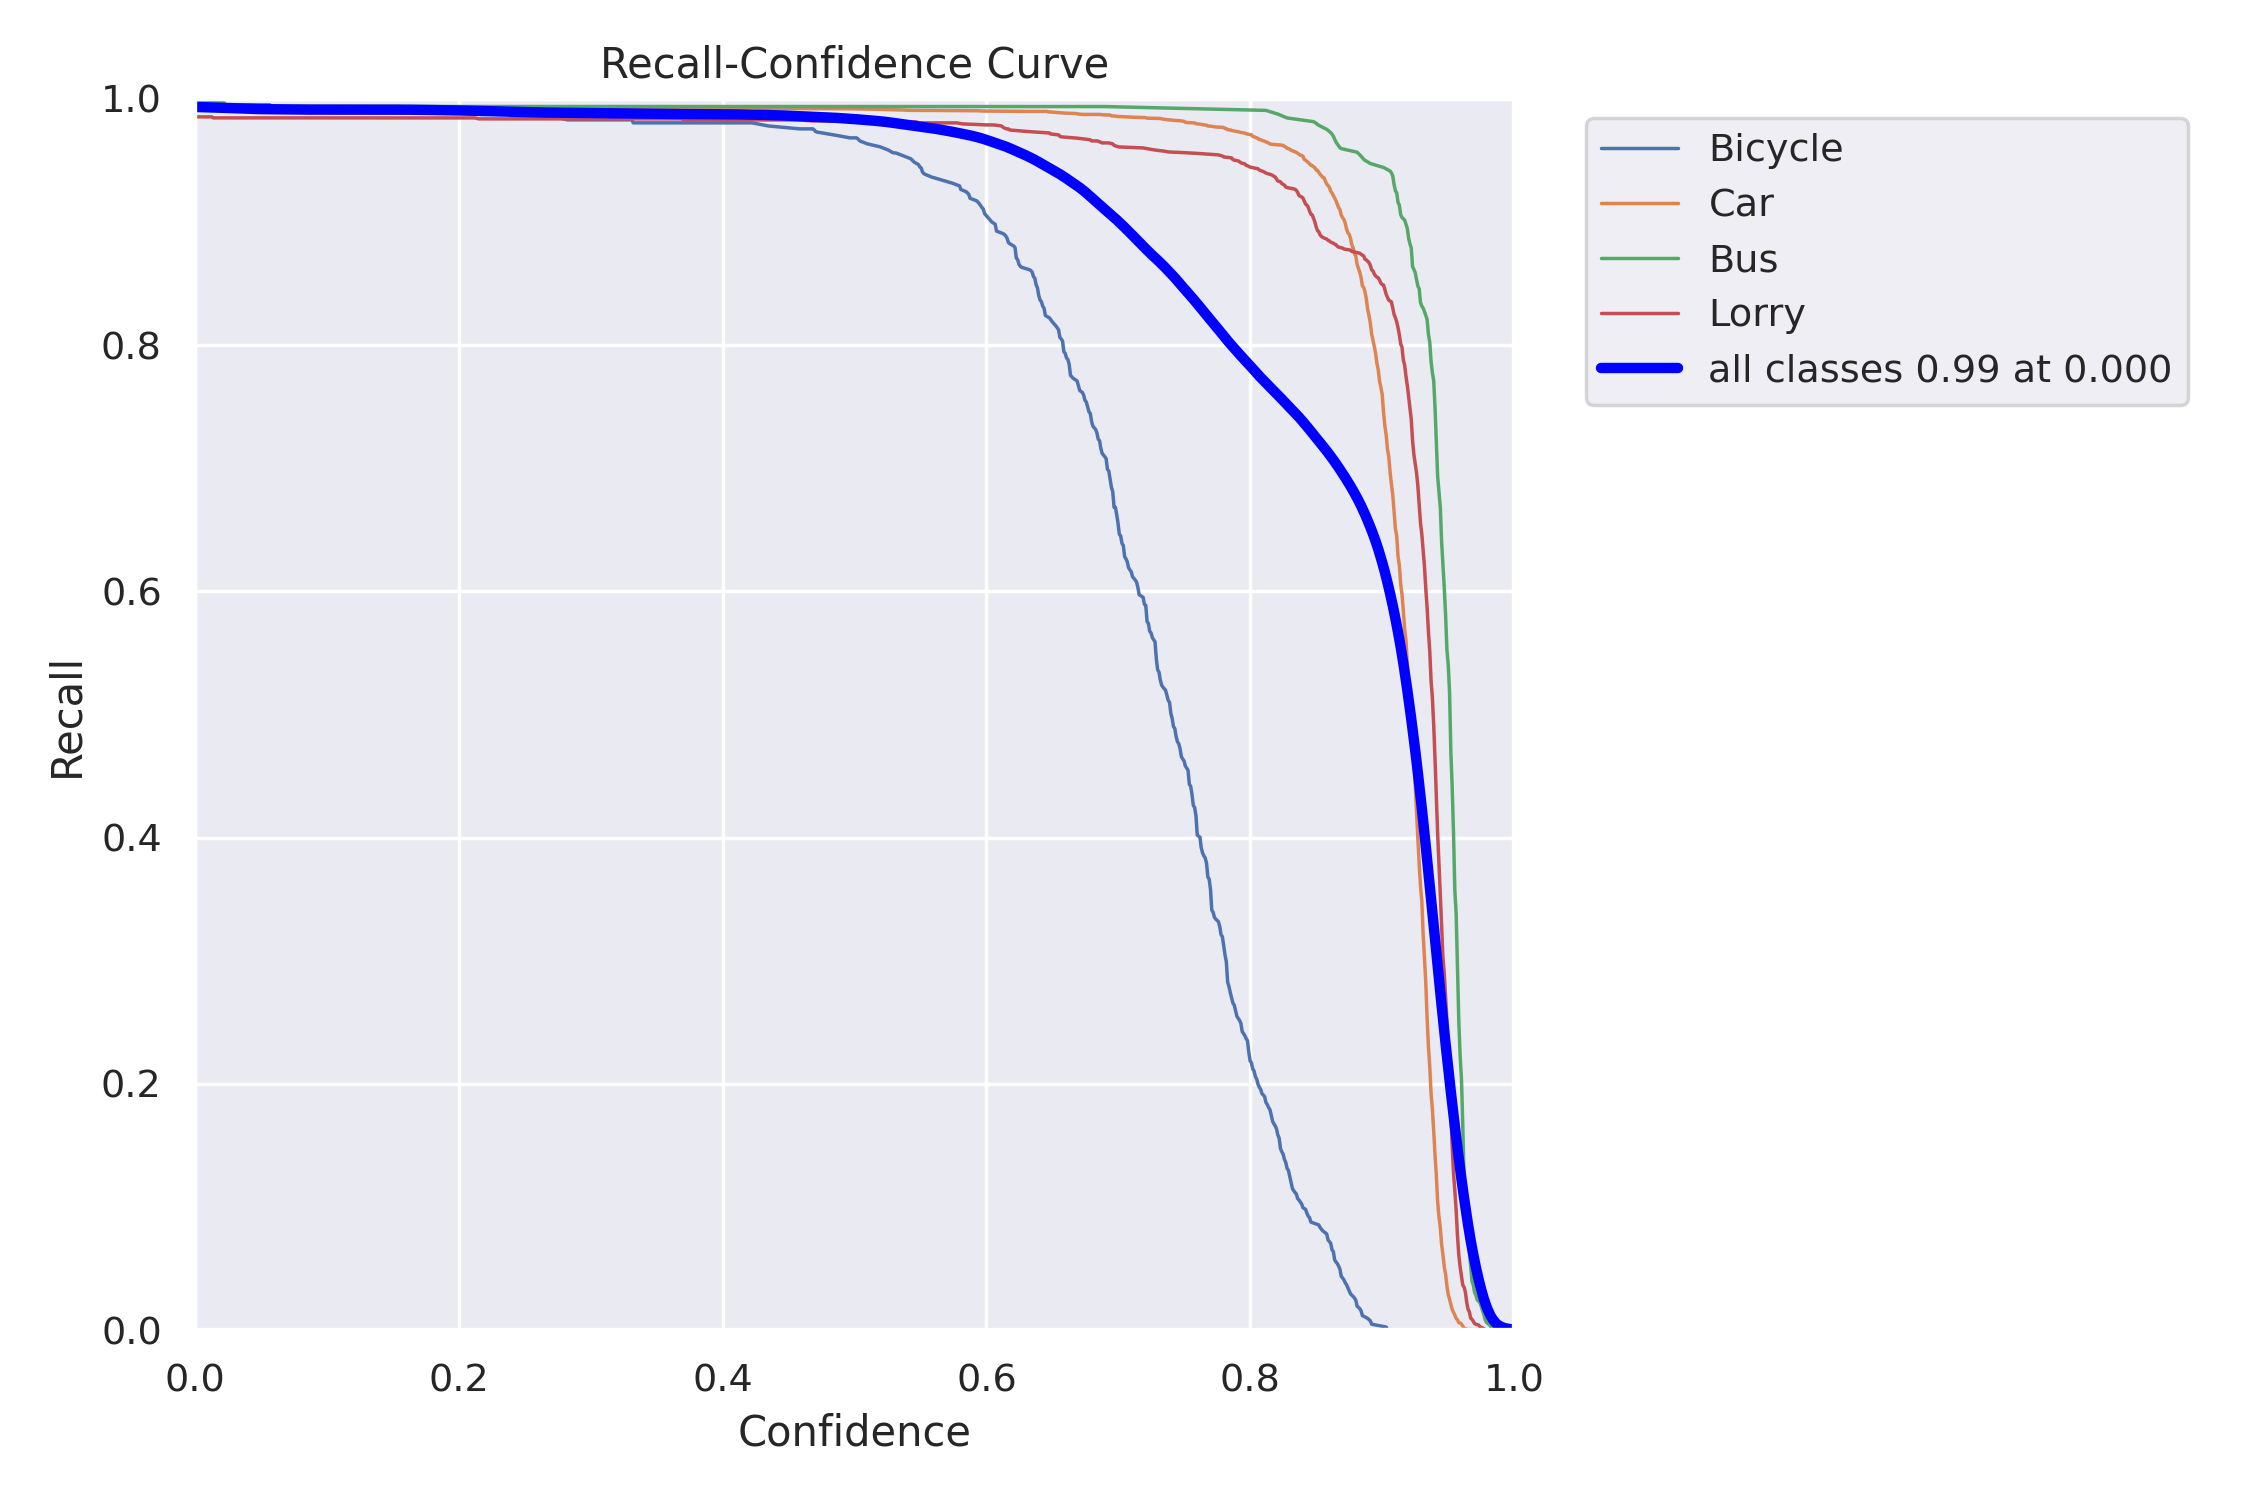 Recall-Confidence Curve
1.0
0.8
0.6
0.4
0.2
0.0
Recall
0.0 0.2 0.4 0.6 0.8 1.0
Confidence
Bicycle
Car
Bus
Lorry
all classes 0.99 at 0.000